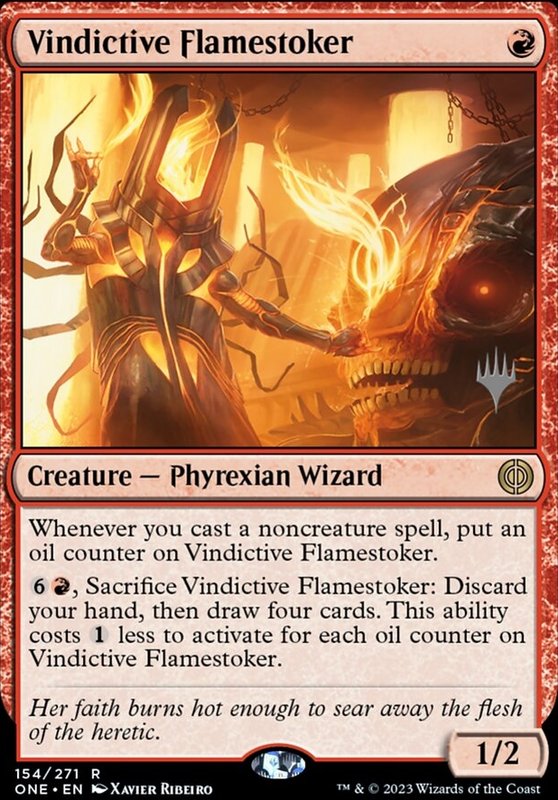 Vindictive Flamestoker
Creature — Phyrexian Wizard
Whenever you cast a noncreature spell, put an
oil counter on Vindictive Flamestoker.
6 , Sacrifice Vindictive Flamestoker: Discard
your hand, then draw four cards. This ability
costs 1 less to activate for each oil counter on
Vindictive Flamestoker.
Her faith burns hot enough to sear away the flesh
of the heretic.
1/2
154/271 R
ONE • EN Xavier Ribeiro
™ & © 2023 Wizards of the Coast